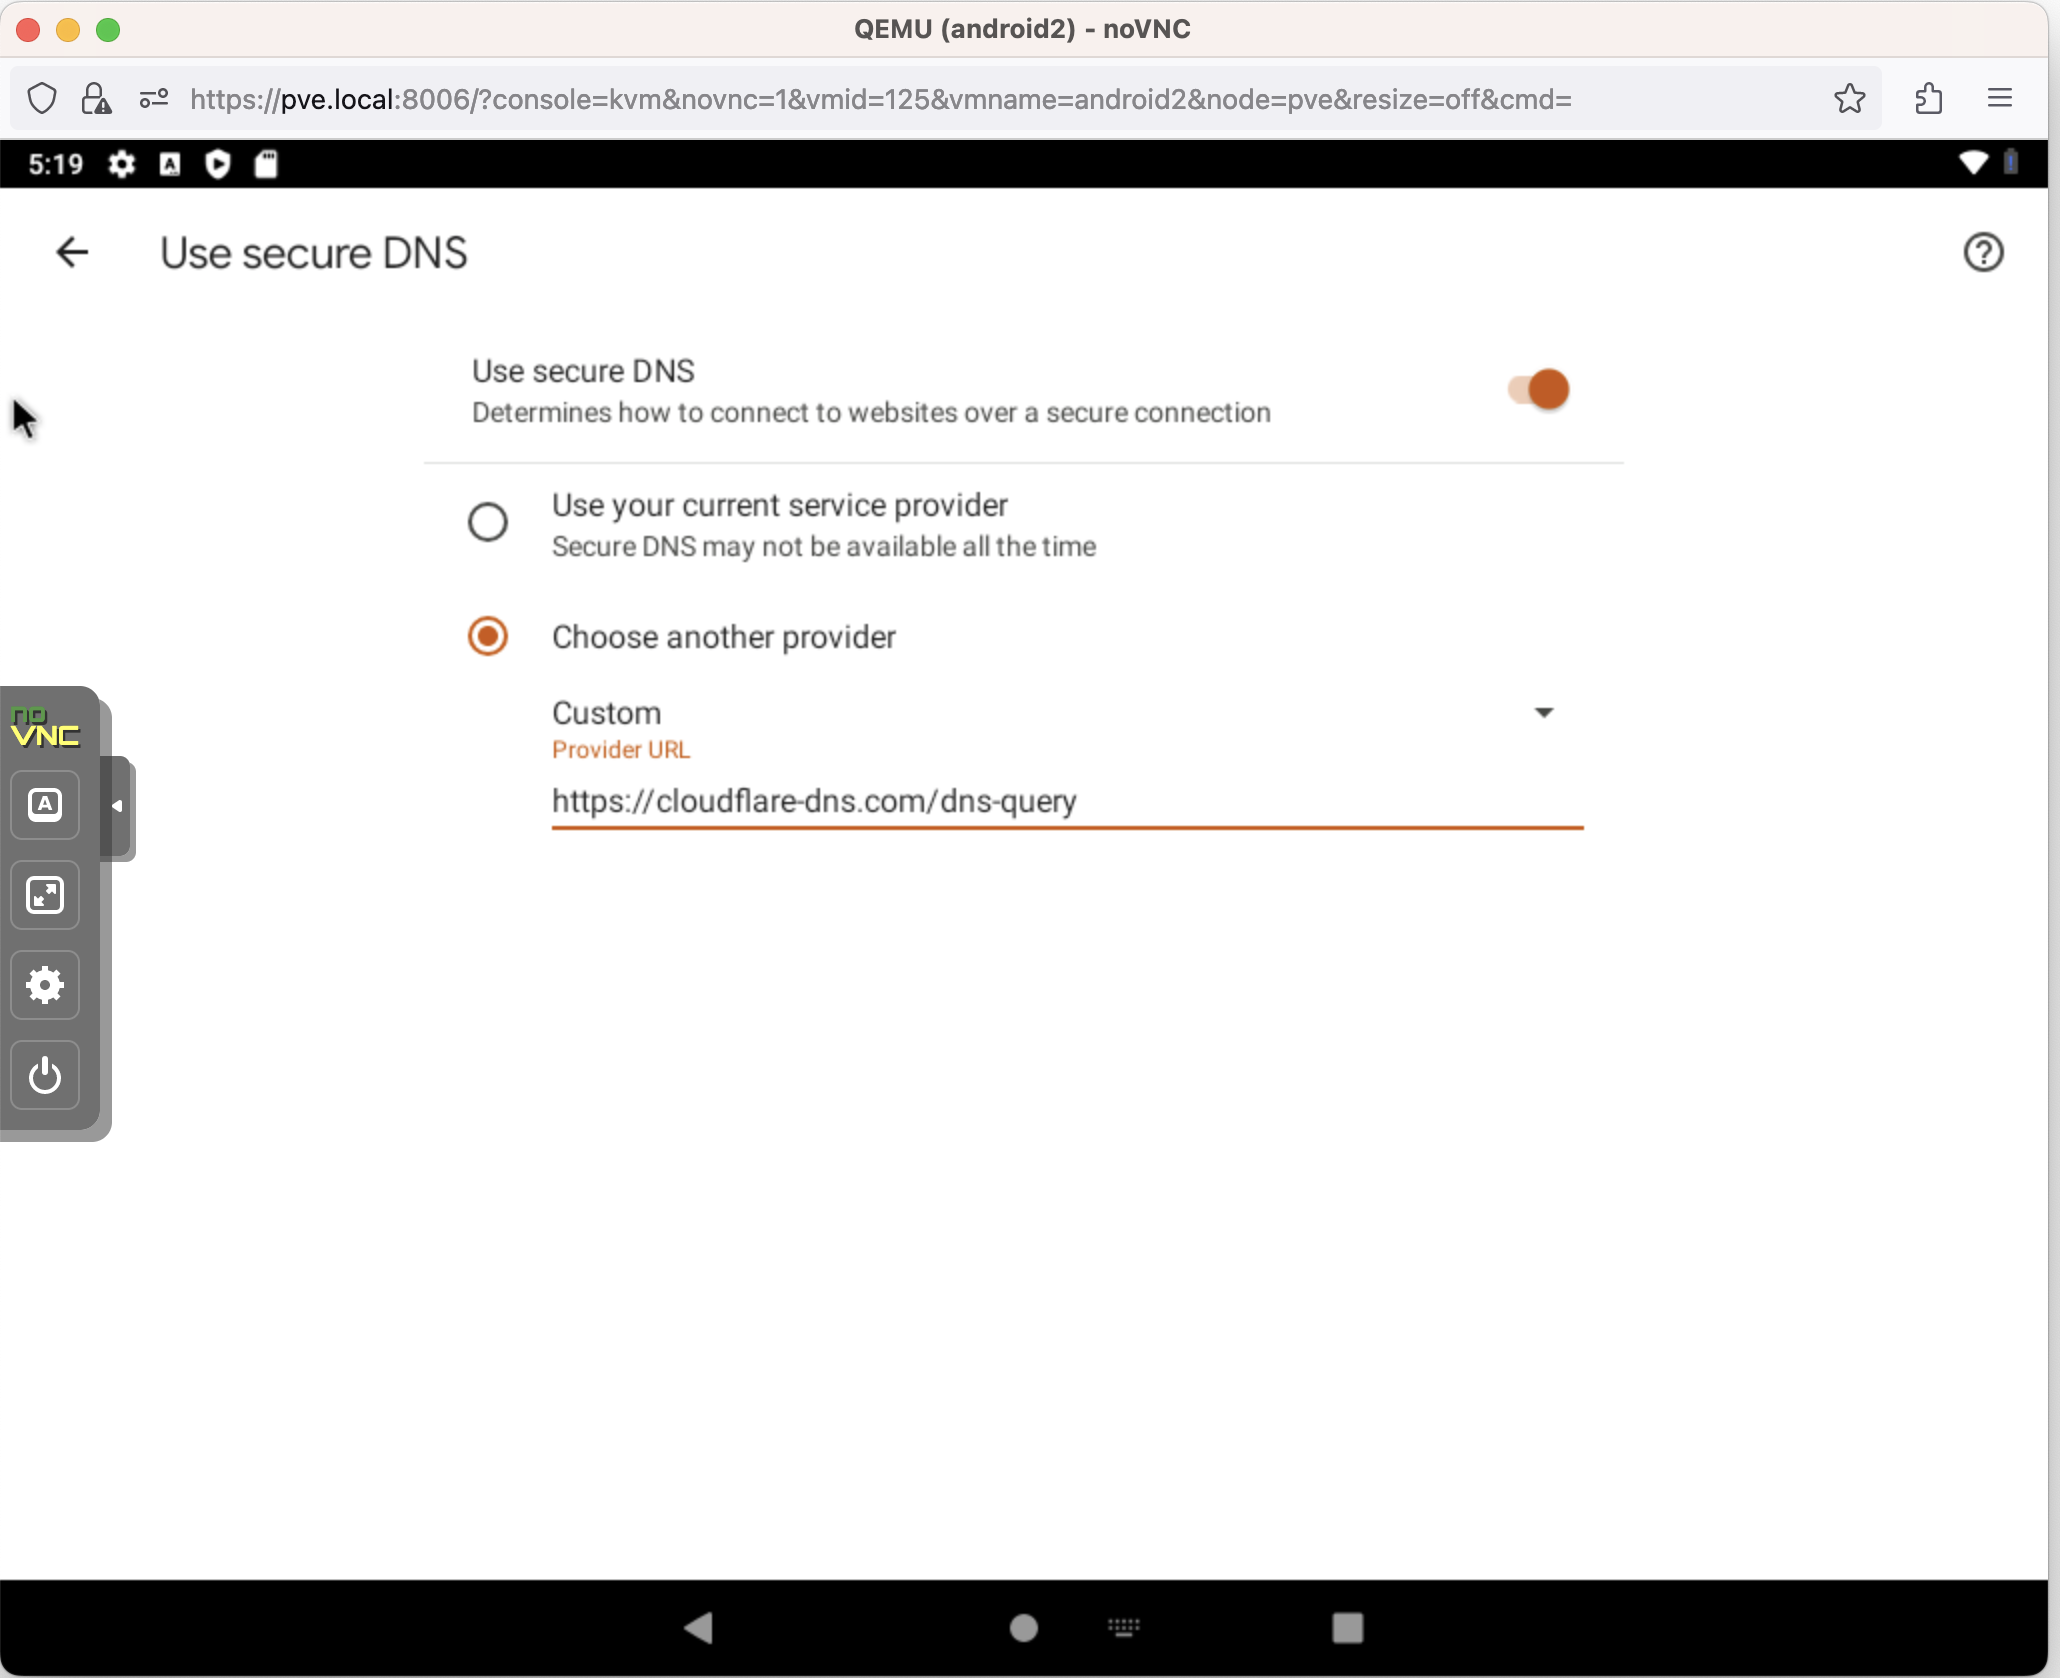 QEMU (android2) - noVNC
https://pve.local:8006/?console=kvm&novnc=1&vmid=125&vmname=android2&node=pve&resize=off&cmd=
5:19
Use secure DNS
Use secure DNS
Determines how to connect to websites over a secure connection
Use your current service provider
Secure DNS may not be available all the time
Choose another provider
Custom
Provider URL
https://cloudflare-dns.com/dns-query
no
VNC
A